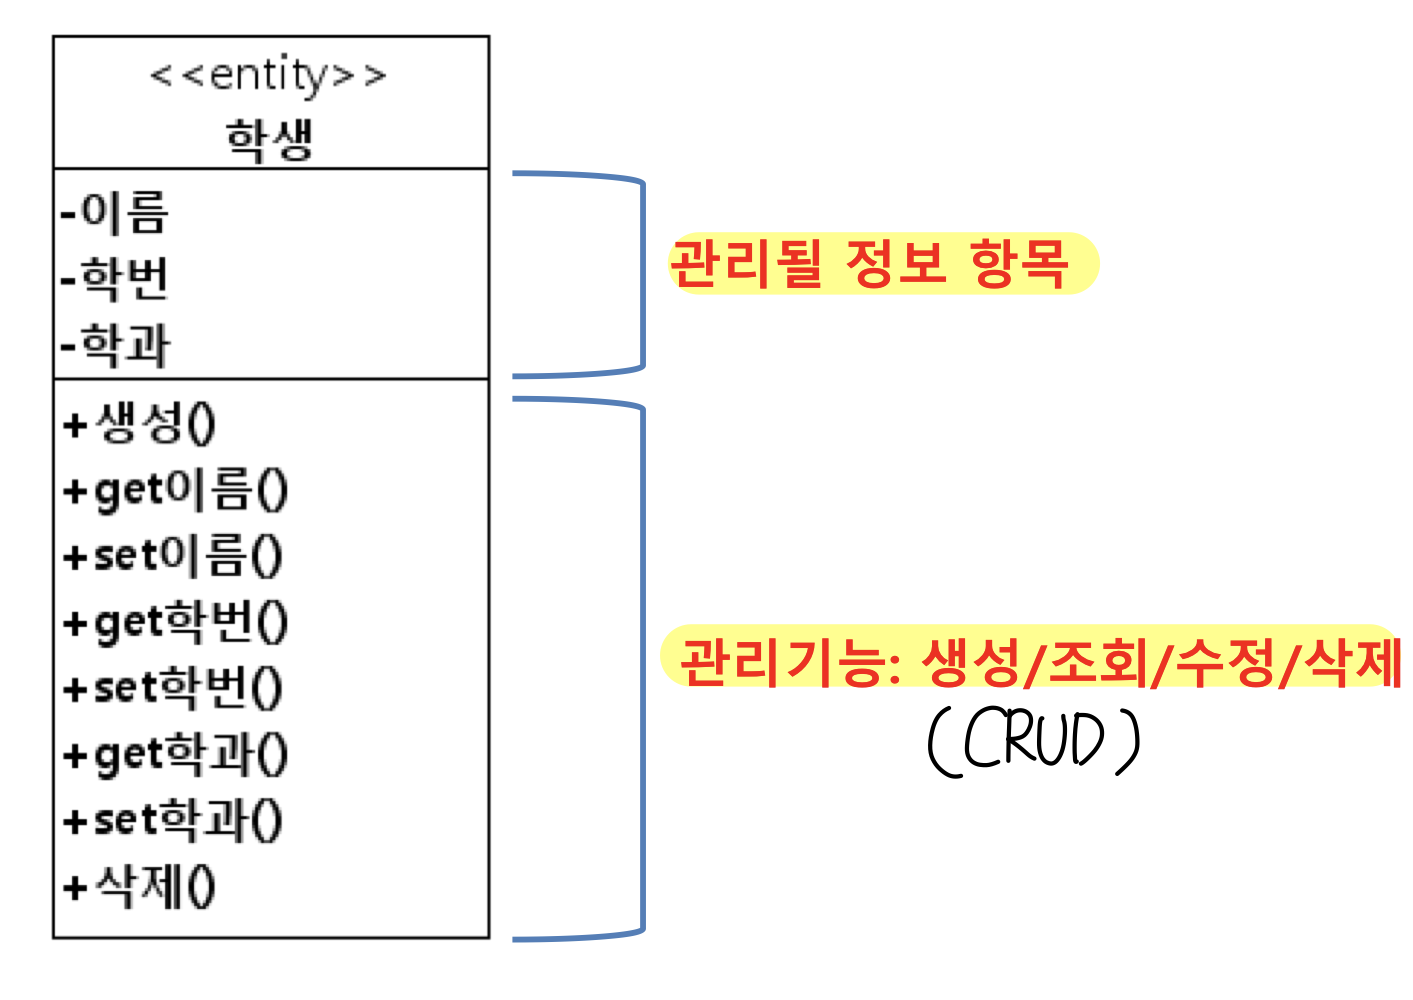 <<entity>>
학생
-이름
-학번
-학과
관리될 정보 항목
+생성()
+get이름()
+set이름()
+get학번()
+set학번()
+get학과()
+set학과()
+삭제()
관리기능: 생성/조회/수정/삭제
(CRUD)